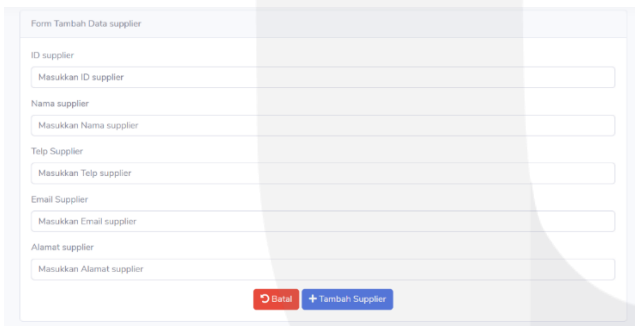 Form Tambah Data supplier
ID supplier
Masukkan ID supplier
Nama supplier
Masukkan Nama supplier
Telp Supplier
Masukkan Telp supplier
Email Supplier
Masukkan Email supplier
Alamat supplier
Masukkan Alamat supplier
Batal
Tambah Supplier